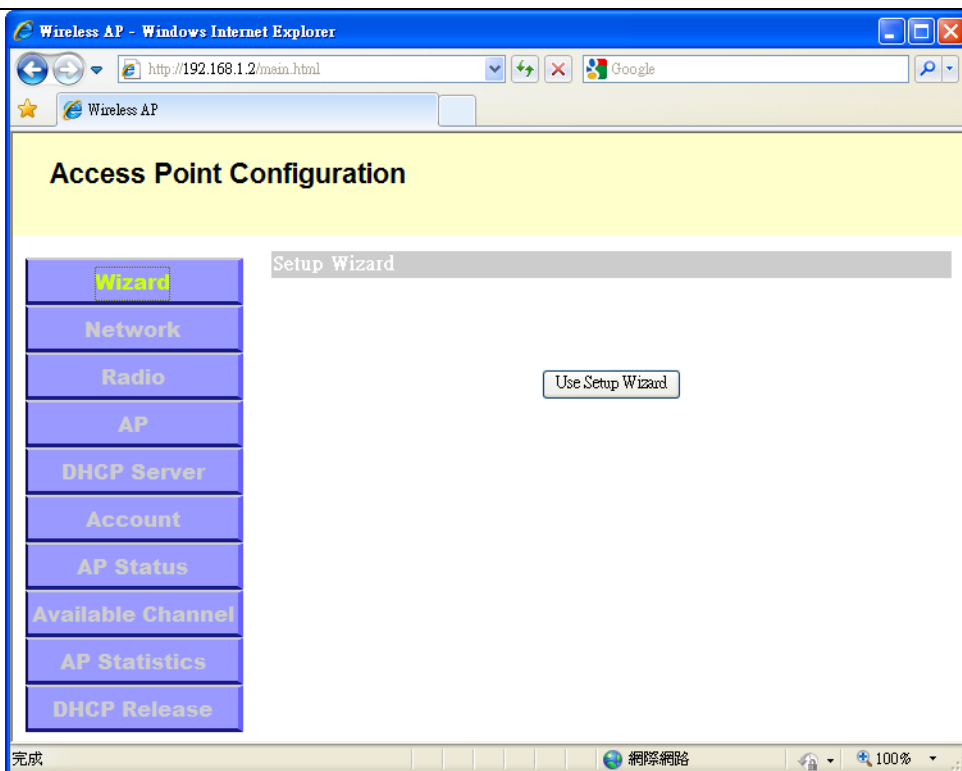 Wireless AP - Windows Internet Explorer
http://192.168.1.2/main.html
Google
Wireless AP
Access Point Configuration
Wizard
Network
Radio
AP
DHCP Server
Account
AP Status
Available Channel
AP Statistics
DHCP Release
Setup Wizard
Use Setup Wizard
完成
網際網路
100%